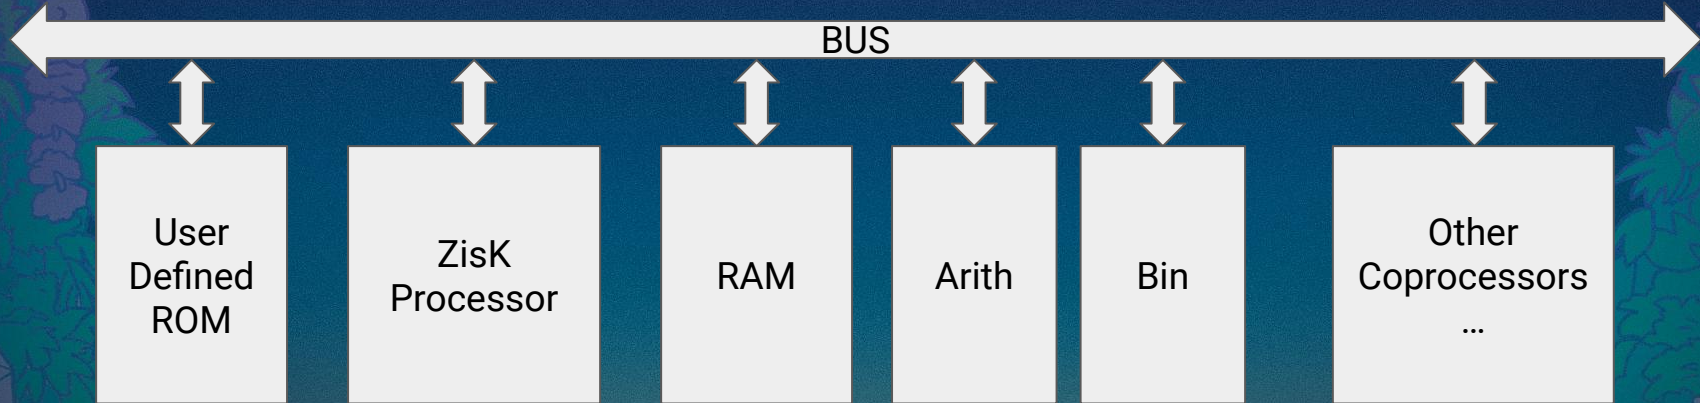 BUS
User
Defined
ROM
ZisK
Processor
RAM
Arith
Bin
Other
Coprocessors
...